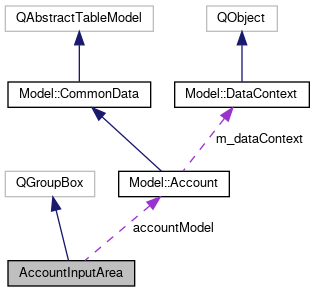 QAbstractTableModel
QObject
Model::CommonData
Model::DataContext
m_dataContext
QGroupBox
Model::Account
accountModel
AccountInputArea